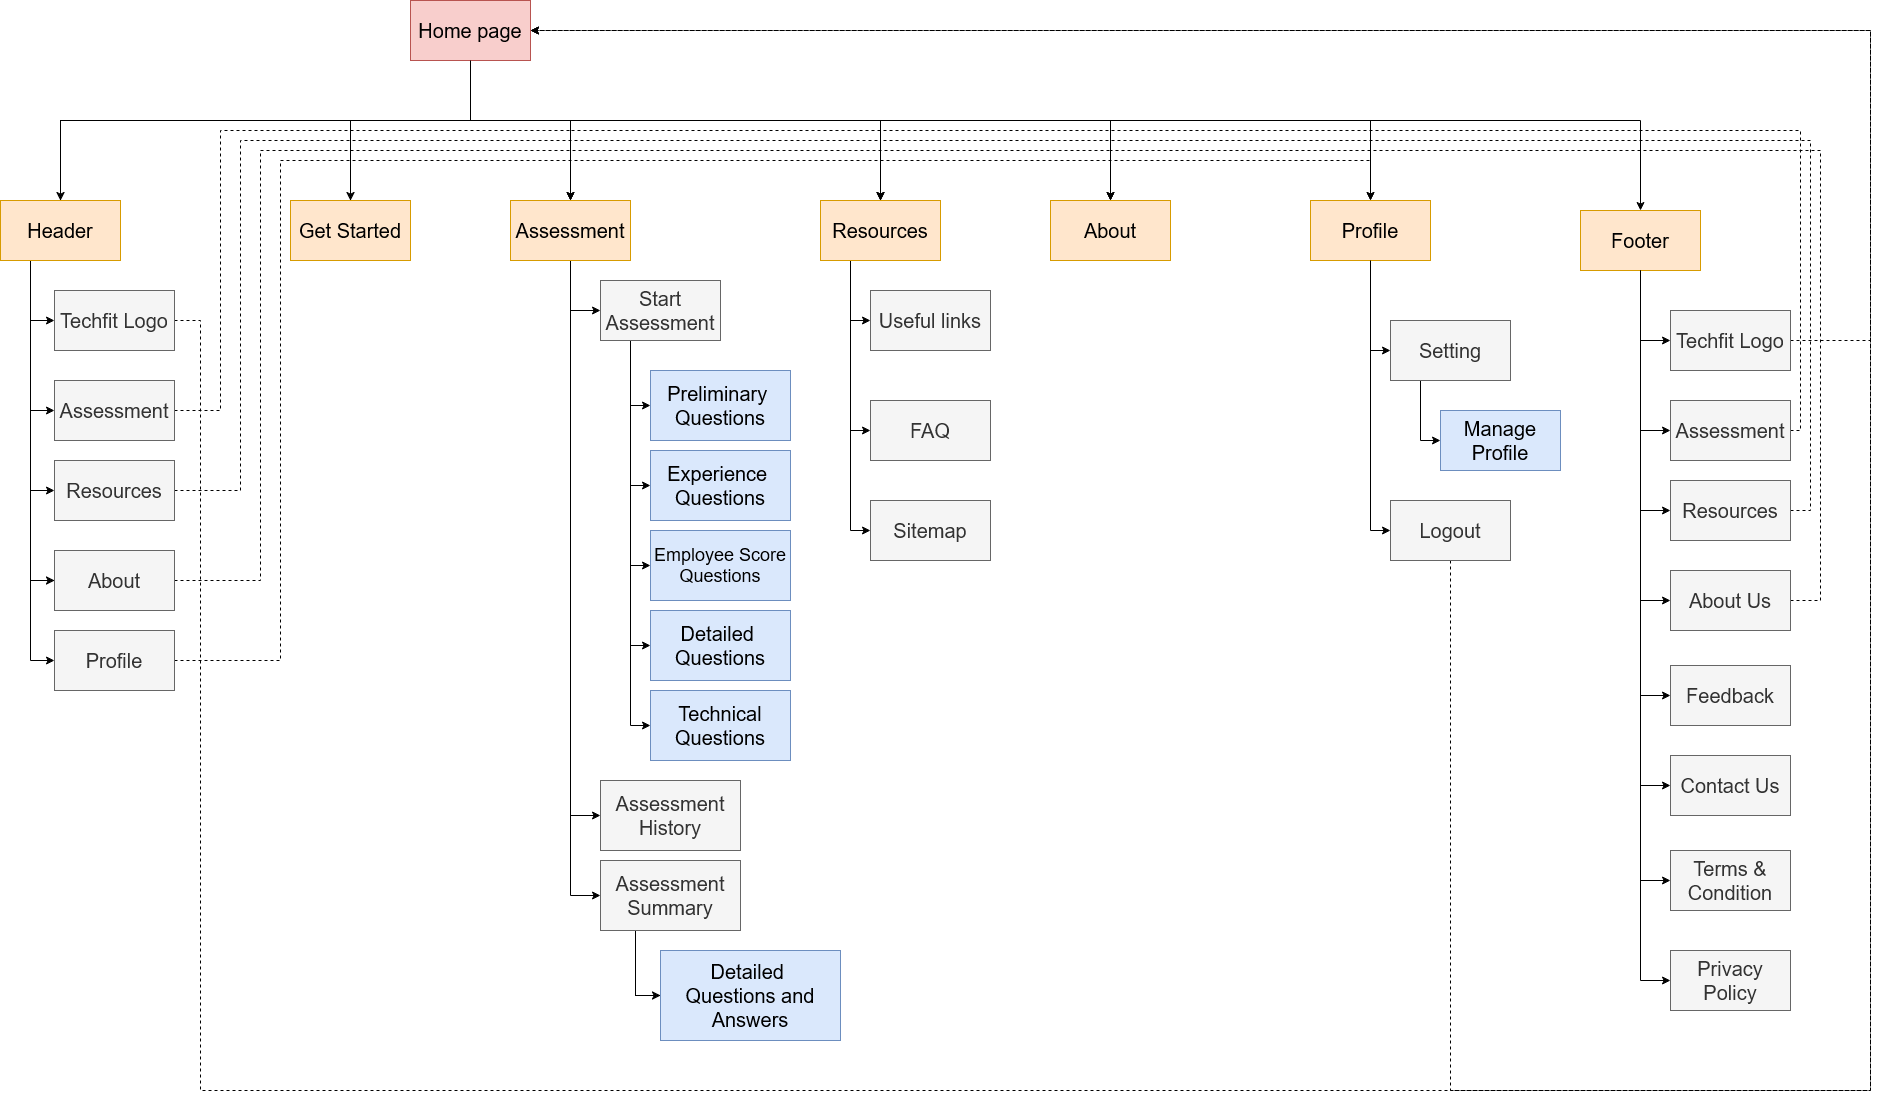 Home page
Header
Get Started
Assessment
Resources
About
Profile
Footer
Techfit Logo
Assessment
Resources
About
Profile
Start
Assessment
Preliminary
Questions
Experience
Questions
Employee Score
Questions
Detailed
Questions
Technical
Questions
Assessment
History
Assessment
Summary
Detailed
Questions and
Answers
Useful links
FAQ
Sitemap
Setting
Manage
Profile
Logout
Techfit Logo
Assessment
Resources
About Us
Feedback
Contact Us
Terms &
Condition
Privacy
Policy